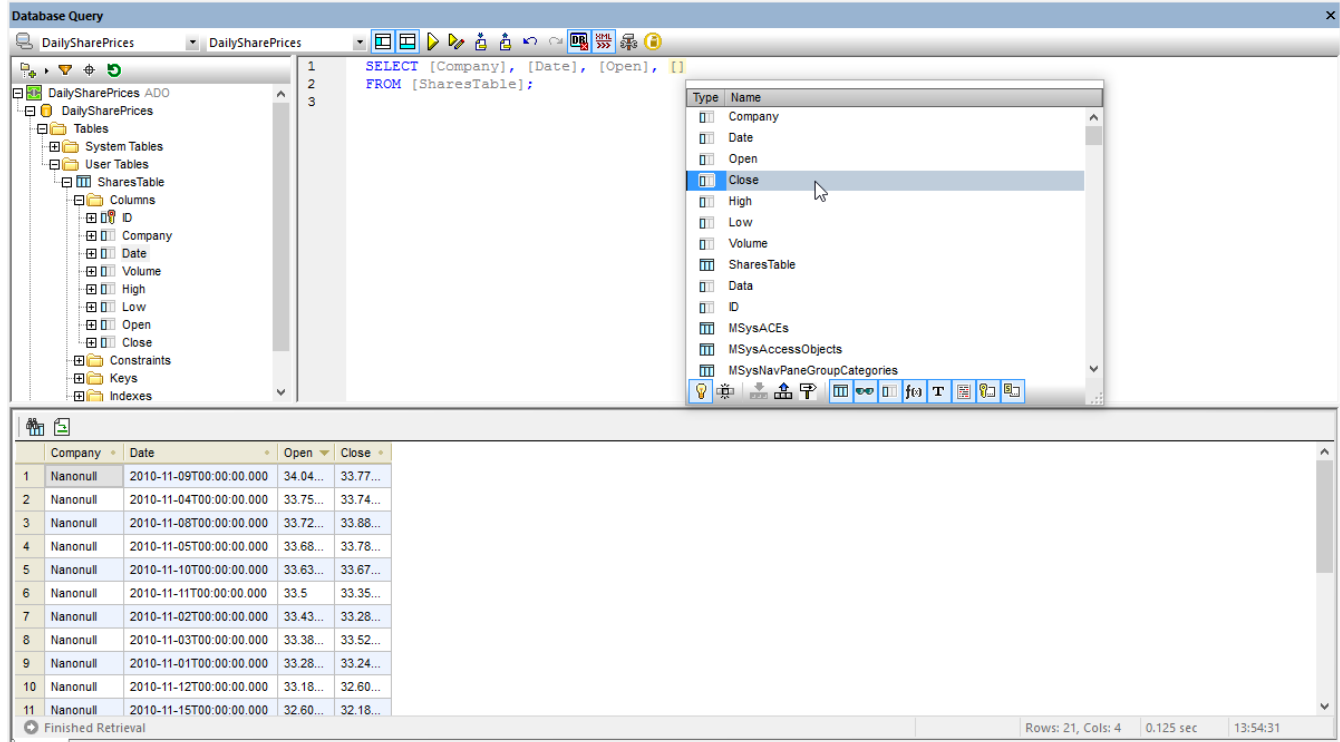 Database Query
DailySharePrices DailySharePrices
DailySharePrices ADO
DailySharePrices
Tables
System Tables
User Tables
SharesTable
Columns
ID
Company
Date
Volume
High
Low
Open
Close
Constraints
Keys
Indexes
1 SELECT [Company], [Date], [Open], []
2 FROM [SharesTable];
3
Type Name
Company
Date
Open
Close
High
Low
Volume
SharesTable
Data
ID
MSysACEs
MSysAccessObjects
MSysNavPaneGroupCategories
Company Date Open Close
1 Nanonull 2010-11-09T00:00:00.000 34.04... 33.77...
2 Nanonull 2010-11-04T00:00:00.000 33.75... 33.74...
3 Nanonull 2010-11-08T00:00:00.000 33.72... 33.88...
4 Nanonull 2010-11-05T00:00:00.000 33.68... 33.78...
5 Nanonull 2010-11-10T00:00:00.000 33.63... 33.67...
6 Nanonull 2010-11-11T00:00:00.000 33.5 33.35...
7 Nanonull 2010-11-02T00:00:00.000 33.43... 33.28...
8 Nanonull 2010-11-03T00:00:00.000 33.38... 33.52...
9 Nanonull 2010-11-01T00:00:00.000 33.28... 33.24...
10 Nanonull 2010-11-12T00:00:00.000 33.18... 32.60...
11 Nanonull 2010-11-15T00:00:00.000 32.60... 32.18...
Finished Retrieval Rows: 21, Cols: 4 0.125 sec 13:54:31